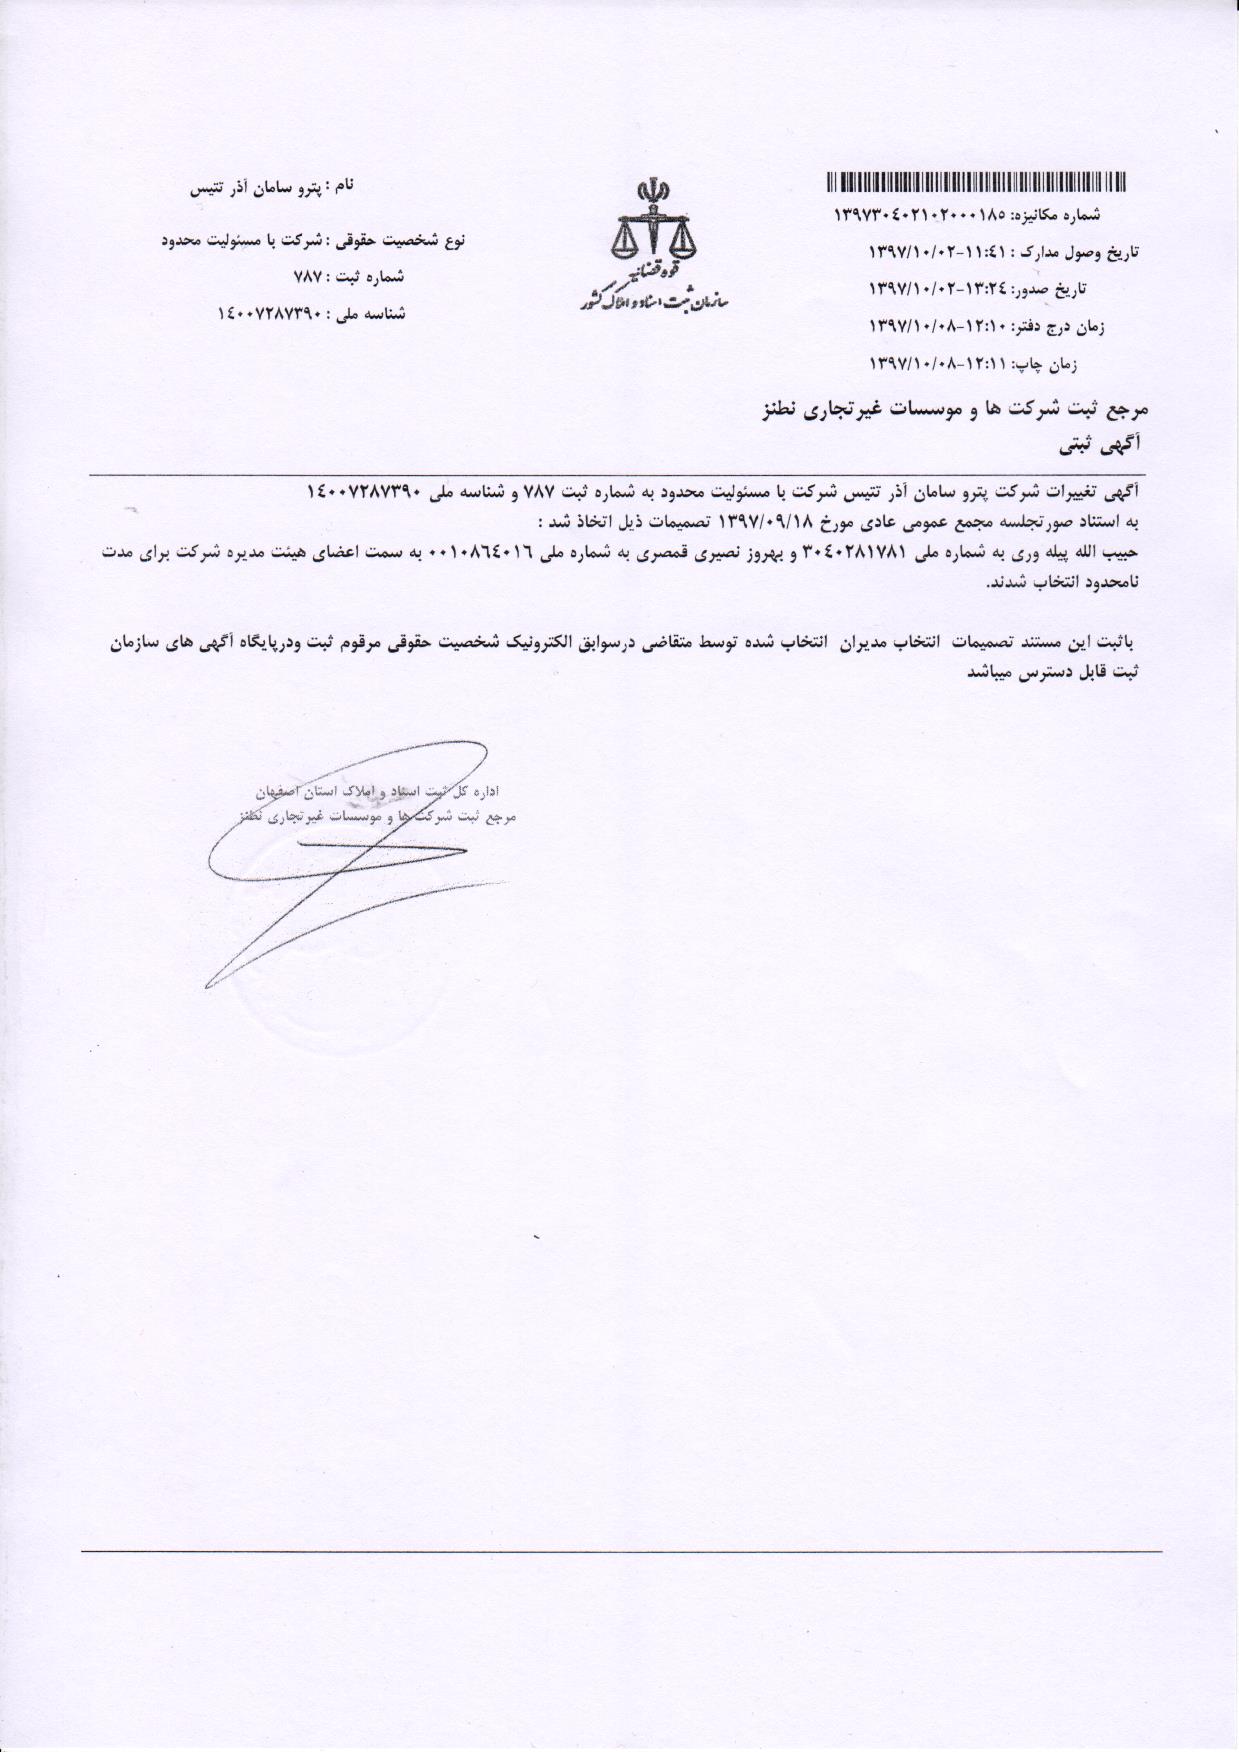 شماره مکانیزه: ۱۳۹۷۳۰۴۰۲۱۰۲۰۰۰۱۸۵
تاریخ وصول مدارک : ۱۱:۴۱-۱۳۹۷/۱۰/۰۲
تاریخ صدور: ۱۳:۲۴-۱۳۹۷/۱۰/۰۲
زمان درج دفتر: ۱۲:۱۰-۱۳۹۷/۱۰/۰۸
زمان چاپ: ۱۲:۱۱-۱۳۹۷/۱۰/۰۸
قوه قضائیه
سازمان ثبت اسناد و املاک کشور
نام : پترو سامان آذر تتیس
نوع شخصیت حقوقی : شرکت با مسئولیت محدود
شماره ثبت : ۷۸۷
شناسه ملی : ۱۴۰۰۷۲۸۷۳۹۰
مرجع ثبت شرکت ها و موسسات غیرتجاری نطنز
آگهی ثبتی
آگهی تغییرات شرکت پترو سامان آذر تتیس شرکت با مسئولیت محدود به شماره ثبت ۷۸۷ و شناسه ملی ۱۴۰۰۷۲۸۷۳۹۰
به استناد صورتجلسه مجمع عمومی عادی مورخ ۱۳۹۷/۰۹/۱۸ تصمیمات ذیل اتخاذ شد :
حبیب الله پیله وری به شماره ملی ۳۰۴۰۲۸۱۷۸۱ و بهروز نصیری قمصری به شماره ملی ۰۰۱۰۸۶۴۰۱۶ به سمت اعضای هیئت مدیره شرکت برای مدت
نامحدود انتخاب شدند.
باثبت این مستند تصمیمات انتخاب مدیران انتخاب شده توسط متقاضی درسوابق الکترونیک شخصیت حقوقی مرقوم ثبت ودرپایگاه آگهی های سازمان
ثبت قابل دسترس میباشد
اداره کل ثبت اسناد و املاک استان اصفهان
مرجع ثبت شرکت ها و موسسات غیرتجاری نطنز